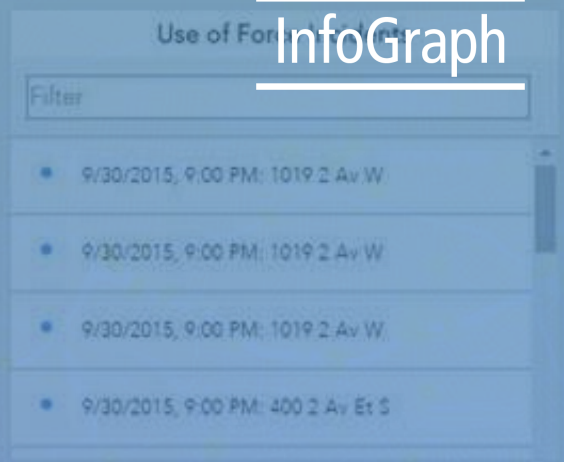 Use of Force Incidents
InfoGraph
Filter
9/30/2015, 9:00 PM: 1019 2 Av W
9/30/2015, 9:00 PM: 1019 2 Av W
9/30/2015, 9:00 PM: 1019 2 Av W
9/30/2015, 9:00 PM: 400 2 Av Et S